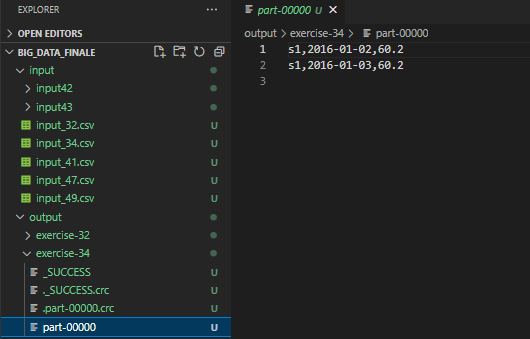 EXPLORER
OPEN EDITORS
BIG_DATA_FINALE
input
input42
input43
input_32.csv U
input_34.csv U
input_41.csv U
input_47.csv U
input_49.csv U
output
exercise-32
exercise-34
_SUCCESS U
._SUCCESS.crc U
.part-00000.crc U
part-00000 U
part-00000 U
output > exercise-34 > part-00000
1 s1,2016-01-02,60.2
2 s1,2016-01-03,60.2
3